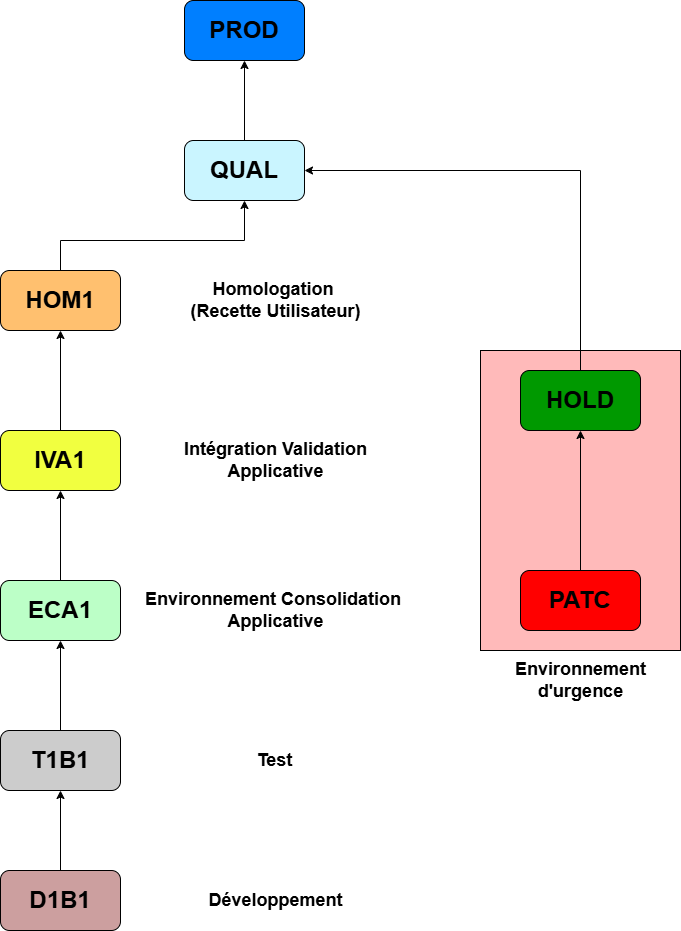 PROD
QUAL
HOM1
Homologation
(Recette Utilisateur)
HOLD
IVA1
Intégration Validation
Applicative
ECA1
Environnement Consolidation
Applicative
PATC
Environnement
d'urgence
T1B1
Test
D1B1
Développement